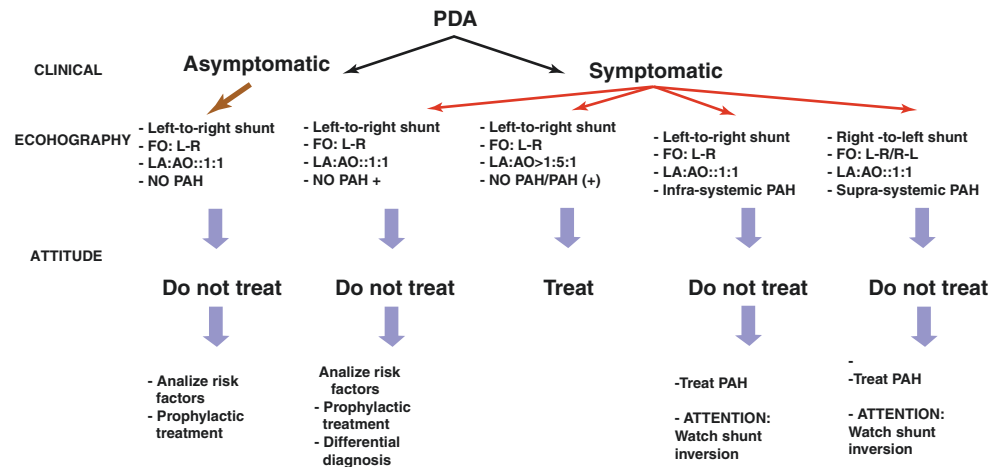 PDA
CLINICAL
Asymptomatic
Symptomatic
ECOHOGRAPHY
- Left-to-right shunt
- FO: L-R
- LA:AO::1:1
- NO PAH
- Left-to-right shunt
- FO: L-R
- LA:AO::1:1
- NO PAH +
- Left-to-right shunt
- FO: L-R
- LA:AO>1:5:1
- NO PAH/PAH (+)
- Left-to-right shunt
- FO: L-R
- LA:AO::1:1
- Infra-systemic PAH
- Right -to-left shunt
- FO: L-R/R-L
- LA:AO::1:1
- Supra-systemic PAH
ATTITUDE
Do not treat
Do not treat
Treat
Do not treat
Do not treat
- Analize risk
factors
- Prophylactic
treatment
Analize risk
factors
- Prophylactic
treatment
- Differential
diagnosis
-Treat PAH
- ATTENTION:
Watch shunt
inversion
-
-Treat PAH
- ATTENTION:
Watch shunt
inversion